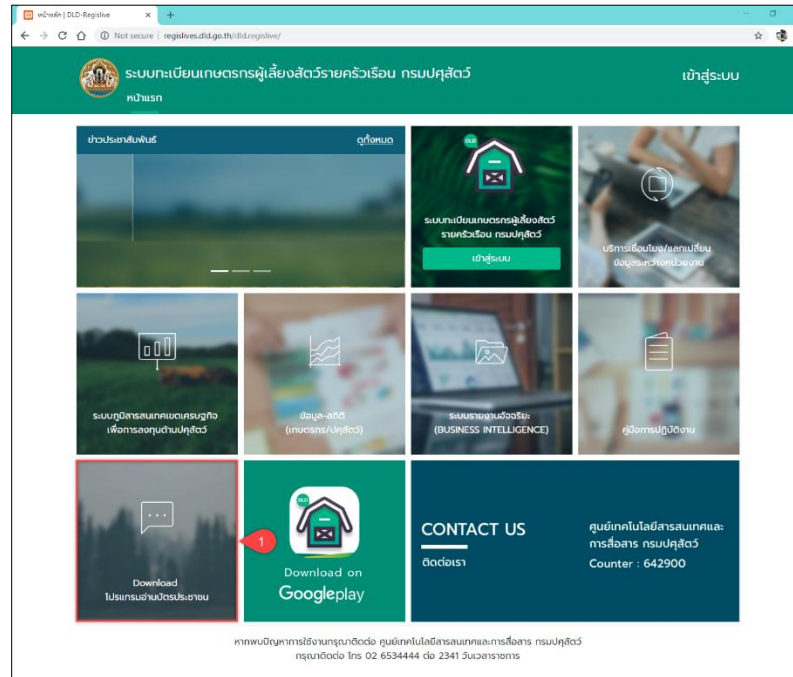 หน้าหลัก | DLD-Regislive
Not secure | regislives.dld.go.th/dld.regislive/
ระบบทะเบียนเกษตรกรผู้เลี้ยงสัตว์รายครัวเรือน กรมปศุสัตว์
เข้าสู่ระบบ
หน้าแรก
ข่าวประชาสัมพันธ์
ดูทั้งหมด
DLD
ระบบทะเบียนเกษตรกรผู้เลี้ยงสัตว์
รายครัวเรือน กรมปศุสัตว์
เข้าสู่ระบบ
บริการเชื่อมโยง/แลกเปลี่ยน
ข้อมูลระหว่างหน่วยงาน
ระบบภูมิสารสนเทศเขตเศรษฐกิจ
เพื่อการลงทุนด้านปศุสัตว์
ข้อมูล-สถิติ
(เกษตรกร/ปศุสัตว์)
ระบบรายงานอัจฉริยะ
(BUSINESS INTELLIGENCE)
คู่มือการปฏิบัติงาน
Download
โปรแกรมอ่านบัตรประชาชน
1
DLD
Download on
Googleplay
CONTACT US
ติดต่อเรา
ศูนย์เทคโนโลยีสารสนเทศและ
การสื่อสาร กรมปศุสัตว์
Counter : 642900
หากพบปัญหาการใช้งานกรุณาติดต่อ ศูนย์เทคโนโลยีสารสนเทศและการสื่อสาร กรมปศุสัตว์
กรุณาติดต่อ โทร 02 6534444 ต่อ 2341 วันเวลาราชการ